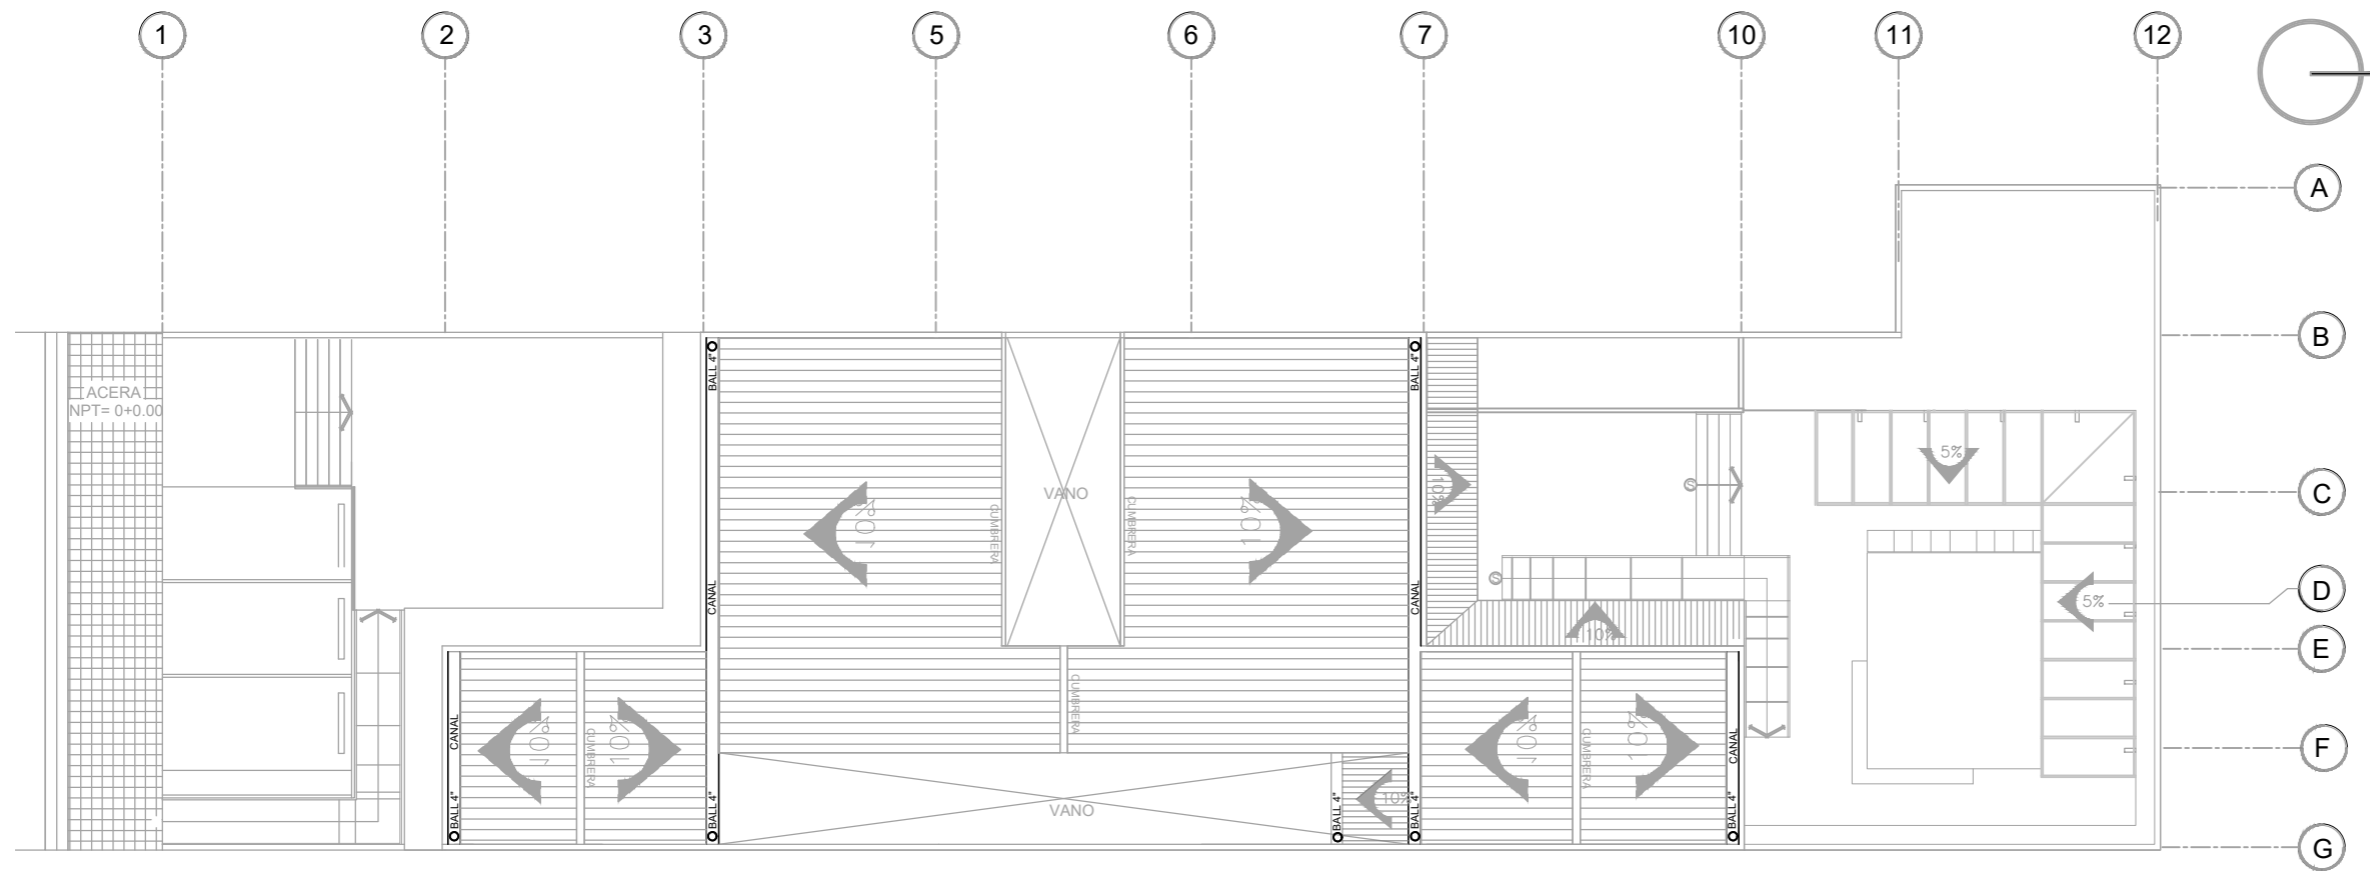 1 2 3 5 6 7 10 11 12
A
B
C
D
E
F
G
ACERA
NPT= 0+0.00
BALL 4"
BALL 4"
VANO
CUMBRERA
CUMBRERA
10%
10%
10%
5%
S
S
CANAL
CANAL
5%
10%
CANAL
10%
10%
CUMBRERA
CUMBRERA
10%
10%
CUMBRERA
CANAL
BALL 4"
BALL 4"
VANO
BALL 4"
10%
BALL 4"
BALL 4"